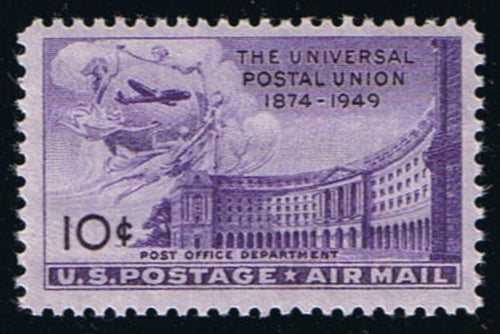 THE UNIVERSAL
POSTAL UNION
1874-1949
10¢
POST OFFICE DEPARTMENT
U.S. POSTAGE ★ AIR MAIL